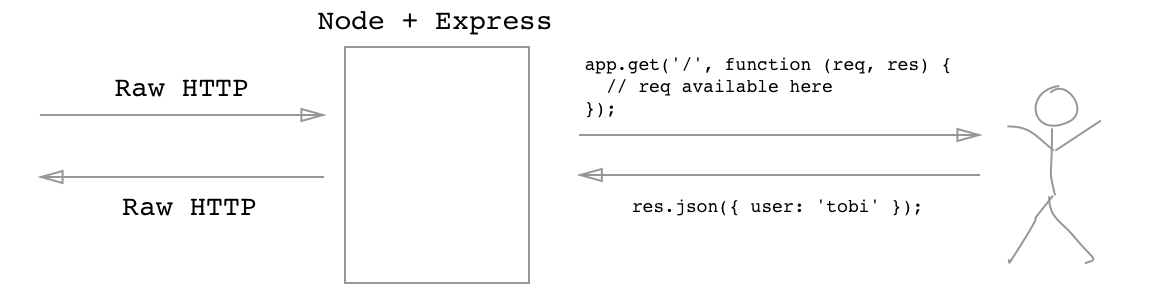 Node + Express
Raw HTTP
app.get('/', function (req, res) {
  // req available here
});
Raw HTTP
res.json({ user: 'tobi' });